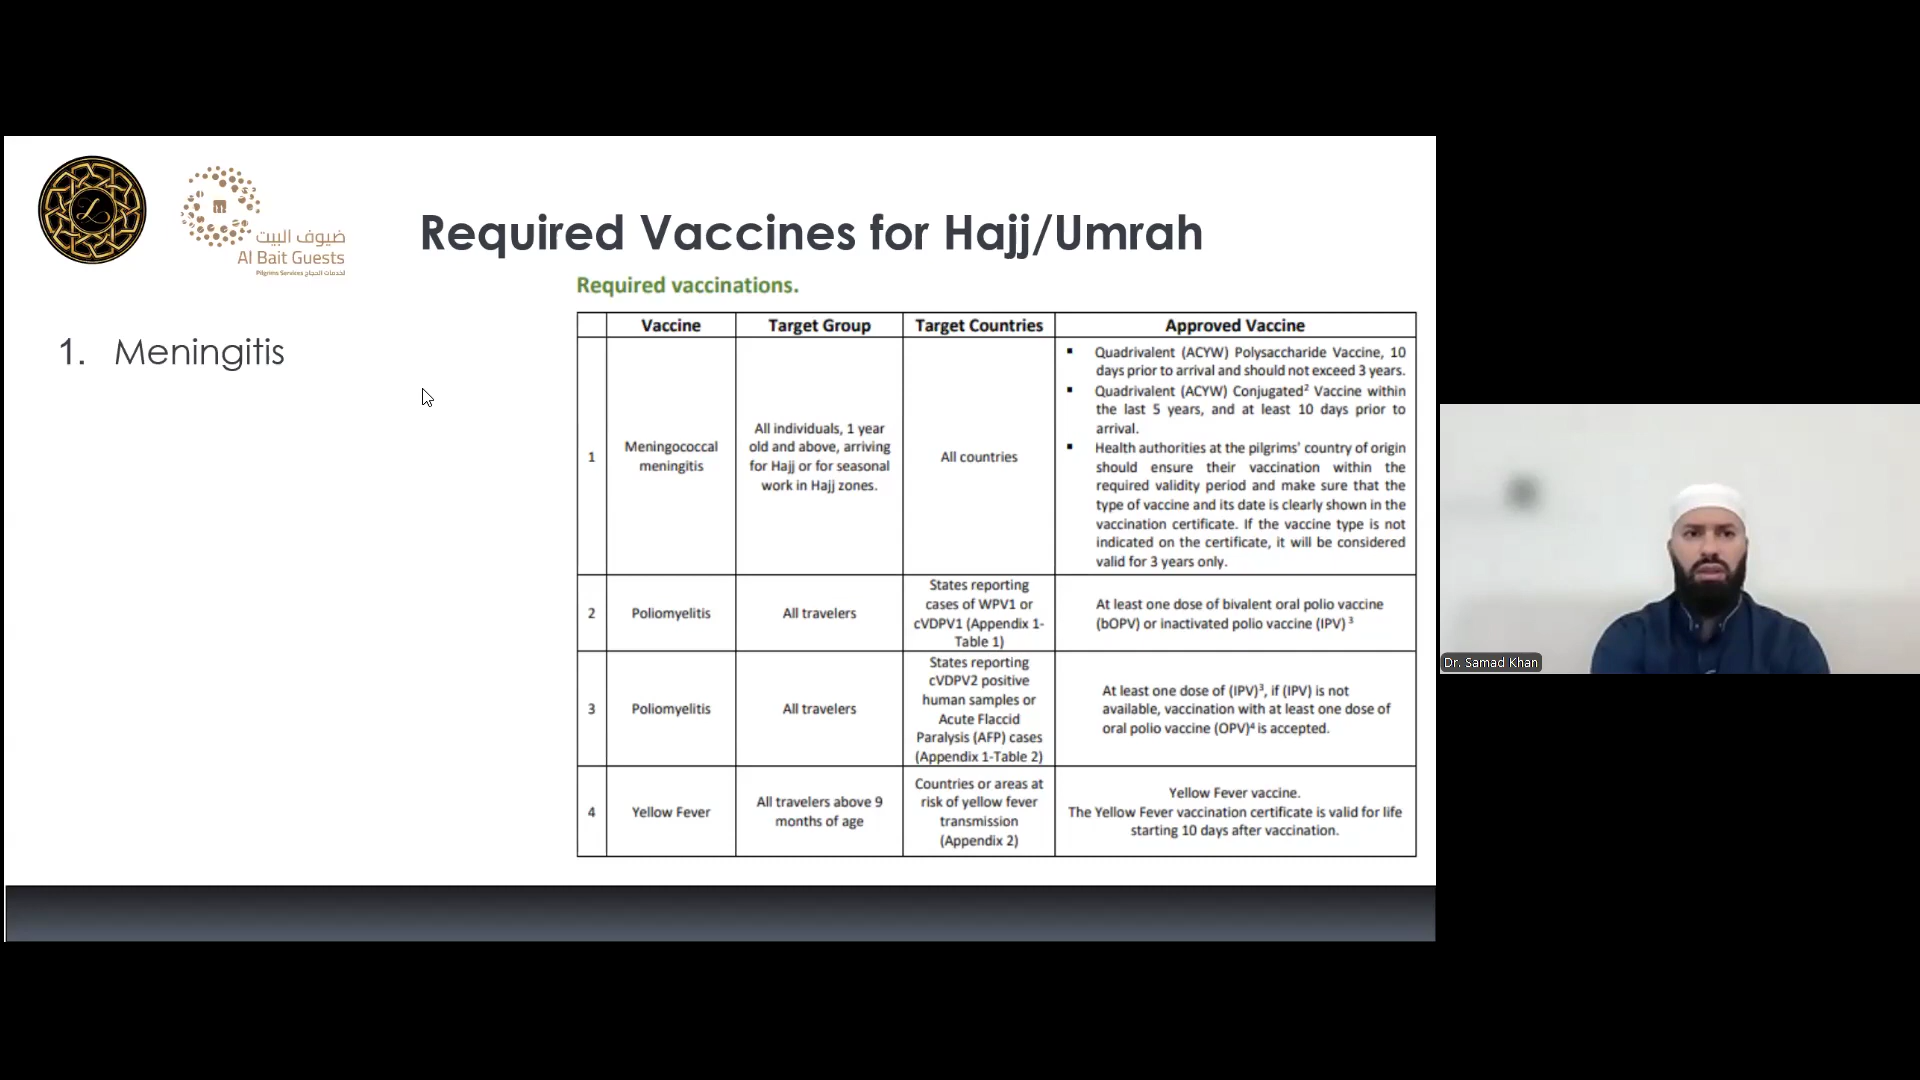 ضيوف البيت
Al Bait Guests
Pilgrims Services لخدمات الحجاج
Required Vaccines for Hajj/Umrah
1. Meningitis
Required vaccinations.
Vaccine
Target Group
Target Countries
Approved Vaccine
1
Meningococcal
meningitis
All individuals, 1 year
old and above, arriving
for Hajj or for seasonal
work in Hajj zones.
All countries
▪ Quadrivalent (ACYW) Polysaccharide Vaccine, 10
days prior to arrival and should not exceed 3 years.
▪ Quadrivalent (ACYW) Conjugated² Vaccine within
the last 5 years, and at least 10 days prior to
arrival.
▪ Health authorities at the pilgrims' country of origin
should ensure their vaccination within the
required validity period and make sure that the
type of vaccine and its date is clearly shown in the
vaccination certificate. If the vaccine type is not
indicated on the certificate, it will be considered
valid for 3 years only.
2
Poliomyelitis
All travelers
States reporting
cases of WPV1 or
cVDPV1 (Appendix 1-
Table 1)
At least one dose of bivalent oral polio vaccine
(bOPV) or inactivated polio vaccine (IPV) ³
3
Poliomyelitis
All travelers
States reporting
cVDPV2 positive
human samples or
Acute Flaccid
Paralysis (AFP) cases
(Appendix 1-Table 2)
At least one dose of (IPV)³, if (IPV) is not
available, vaccination with at least one dose of
oral polio vaccine (OPV)⁴ is accepted.
4
Yellow Fever
All travelers above 9
months of age
Countries or areas at
risk of yellow fever
transmission
(Appendix 2)
Yellow Fever vaccine.
The Yellow Fever vaccination certificate is valid for life
starting 10 days after vaccination.
Dr. Samad Khan